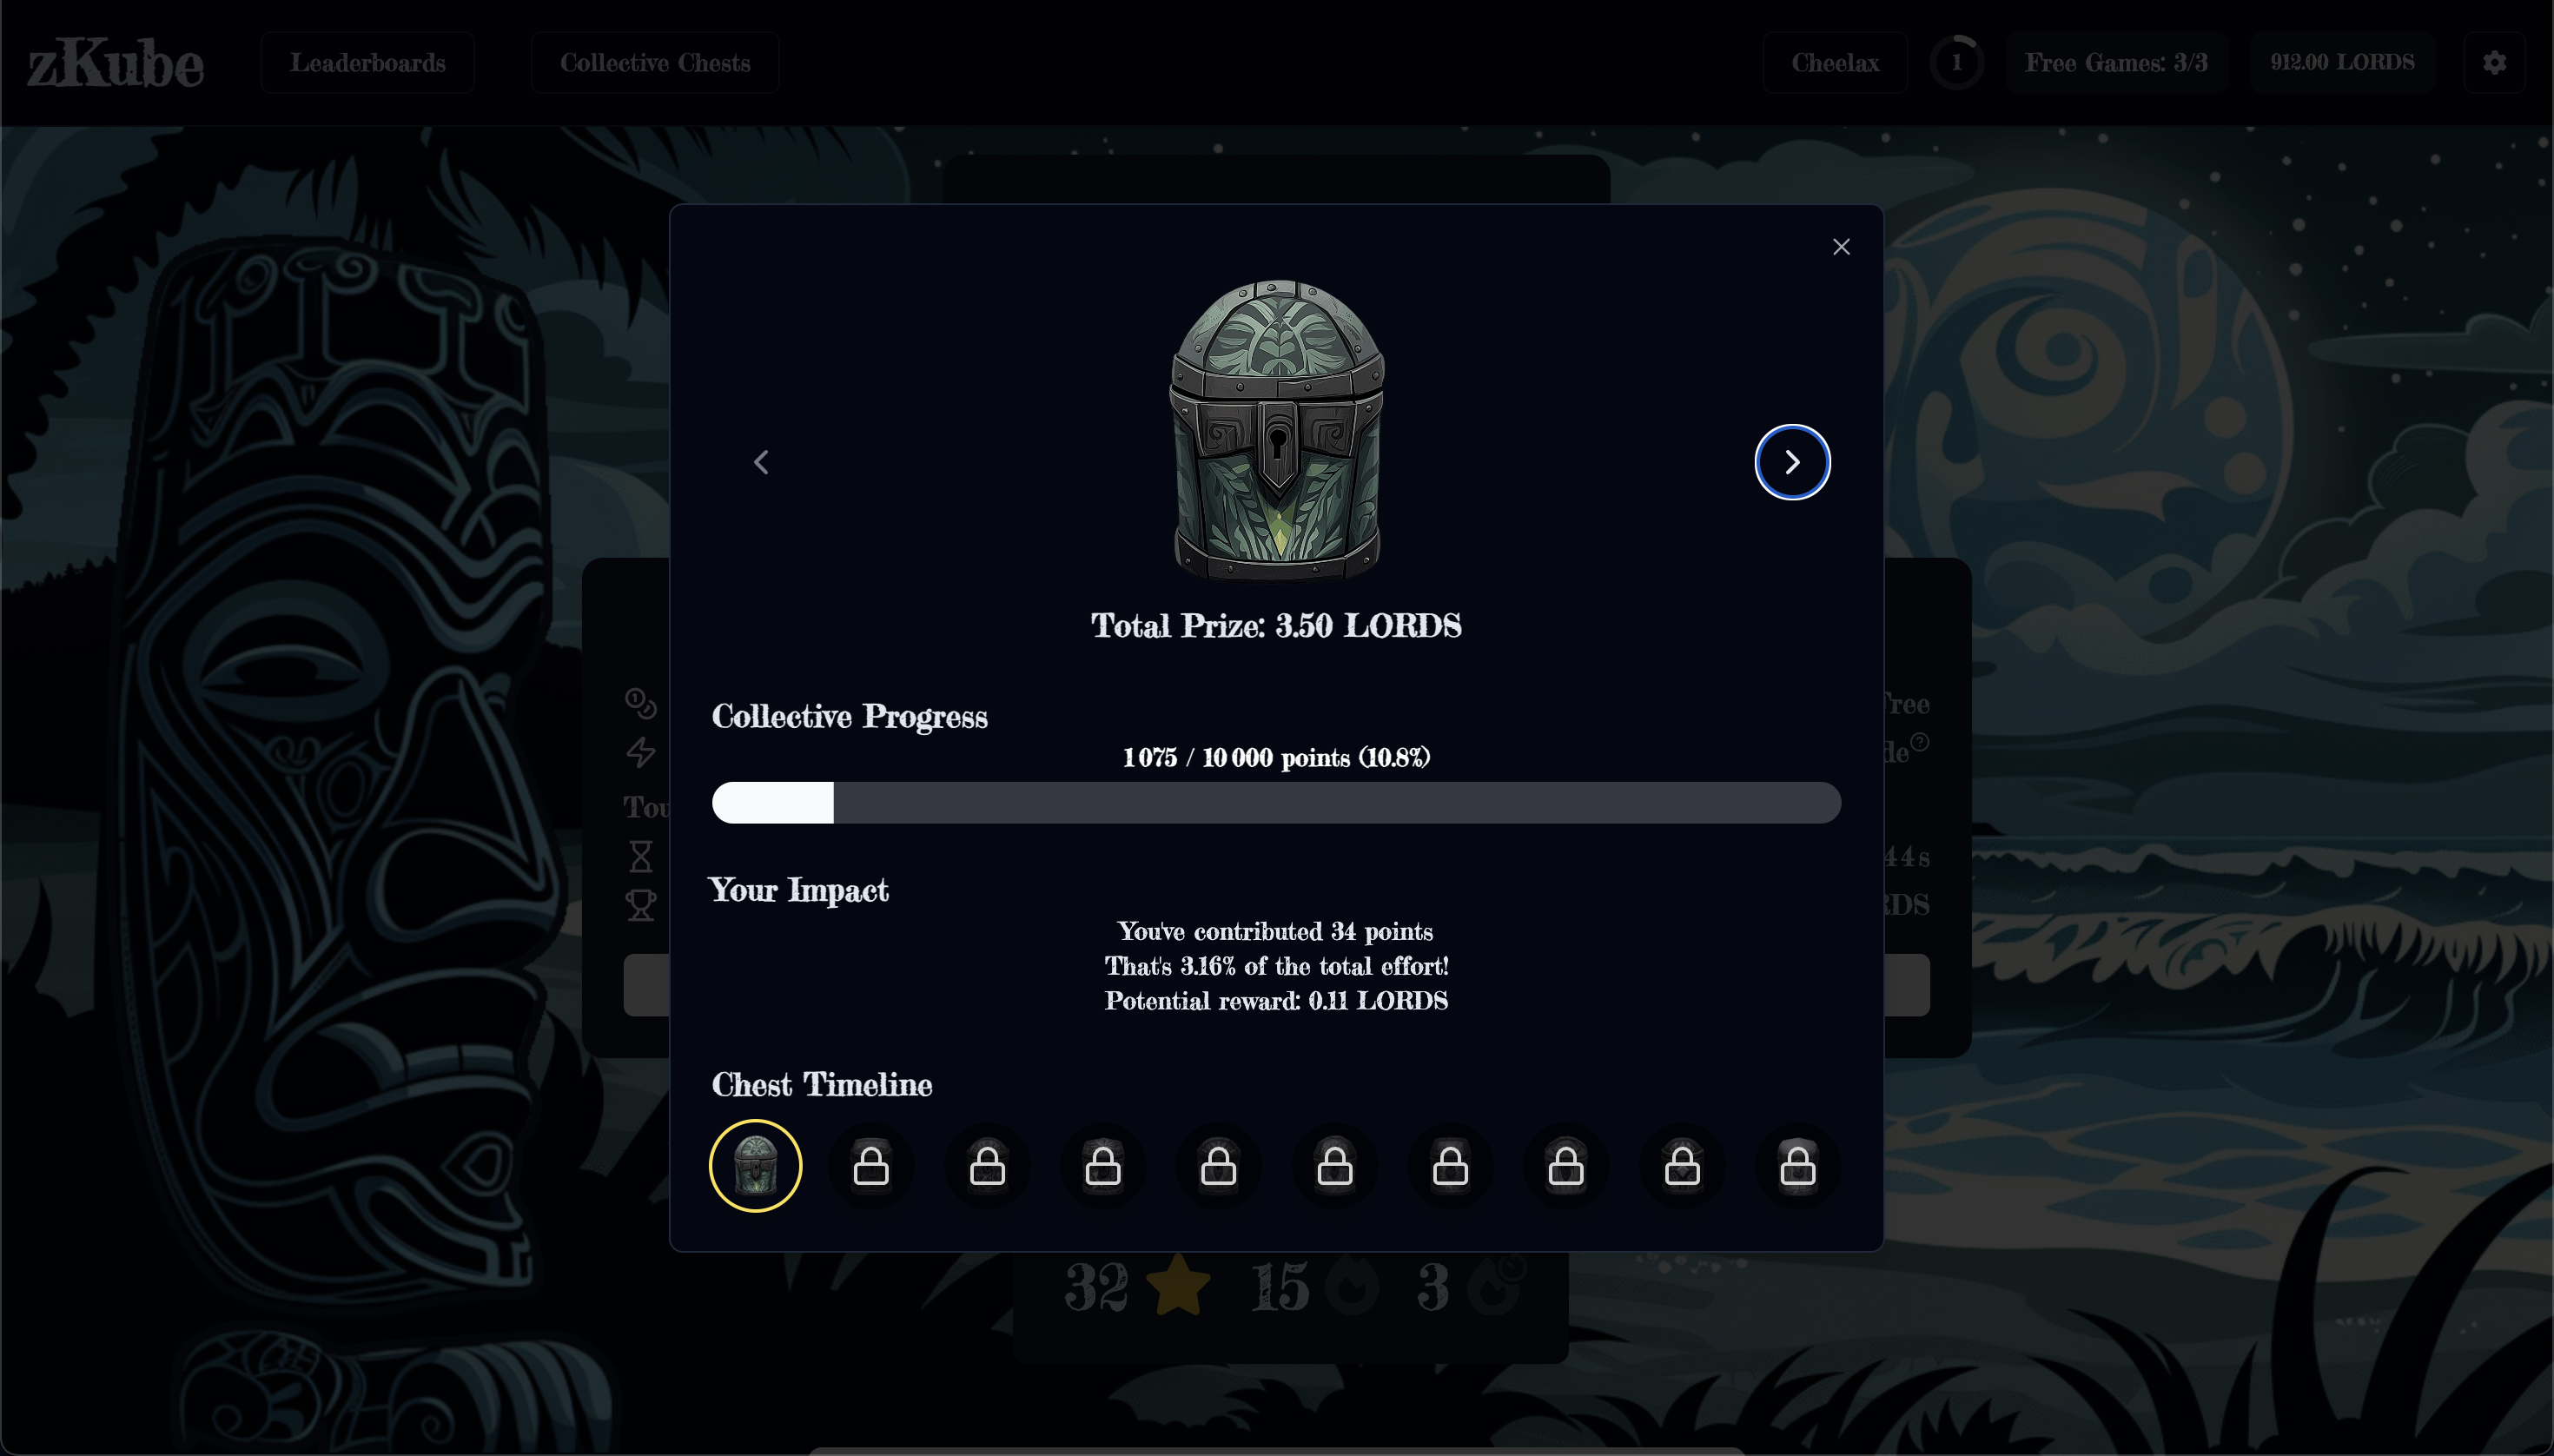 zKube
Leaderboards
Collective Chests
Cheelax
1
Free Games: 3/3
912.00 LORDS
Total Prize: 3.50 LORDS
Collective Progress
1 075 / 10 000 points (10.8%)
Your Impact
You've contributed 34 points
That's 3.16% of the total effort!
Potential reward: 0.11 LORDS
Chest Timeline
Free
44s
32
15
3